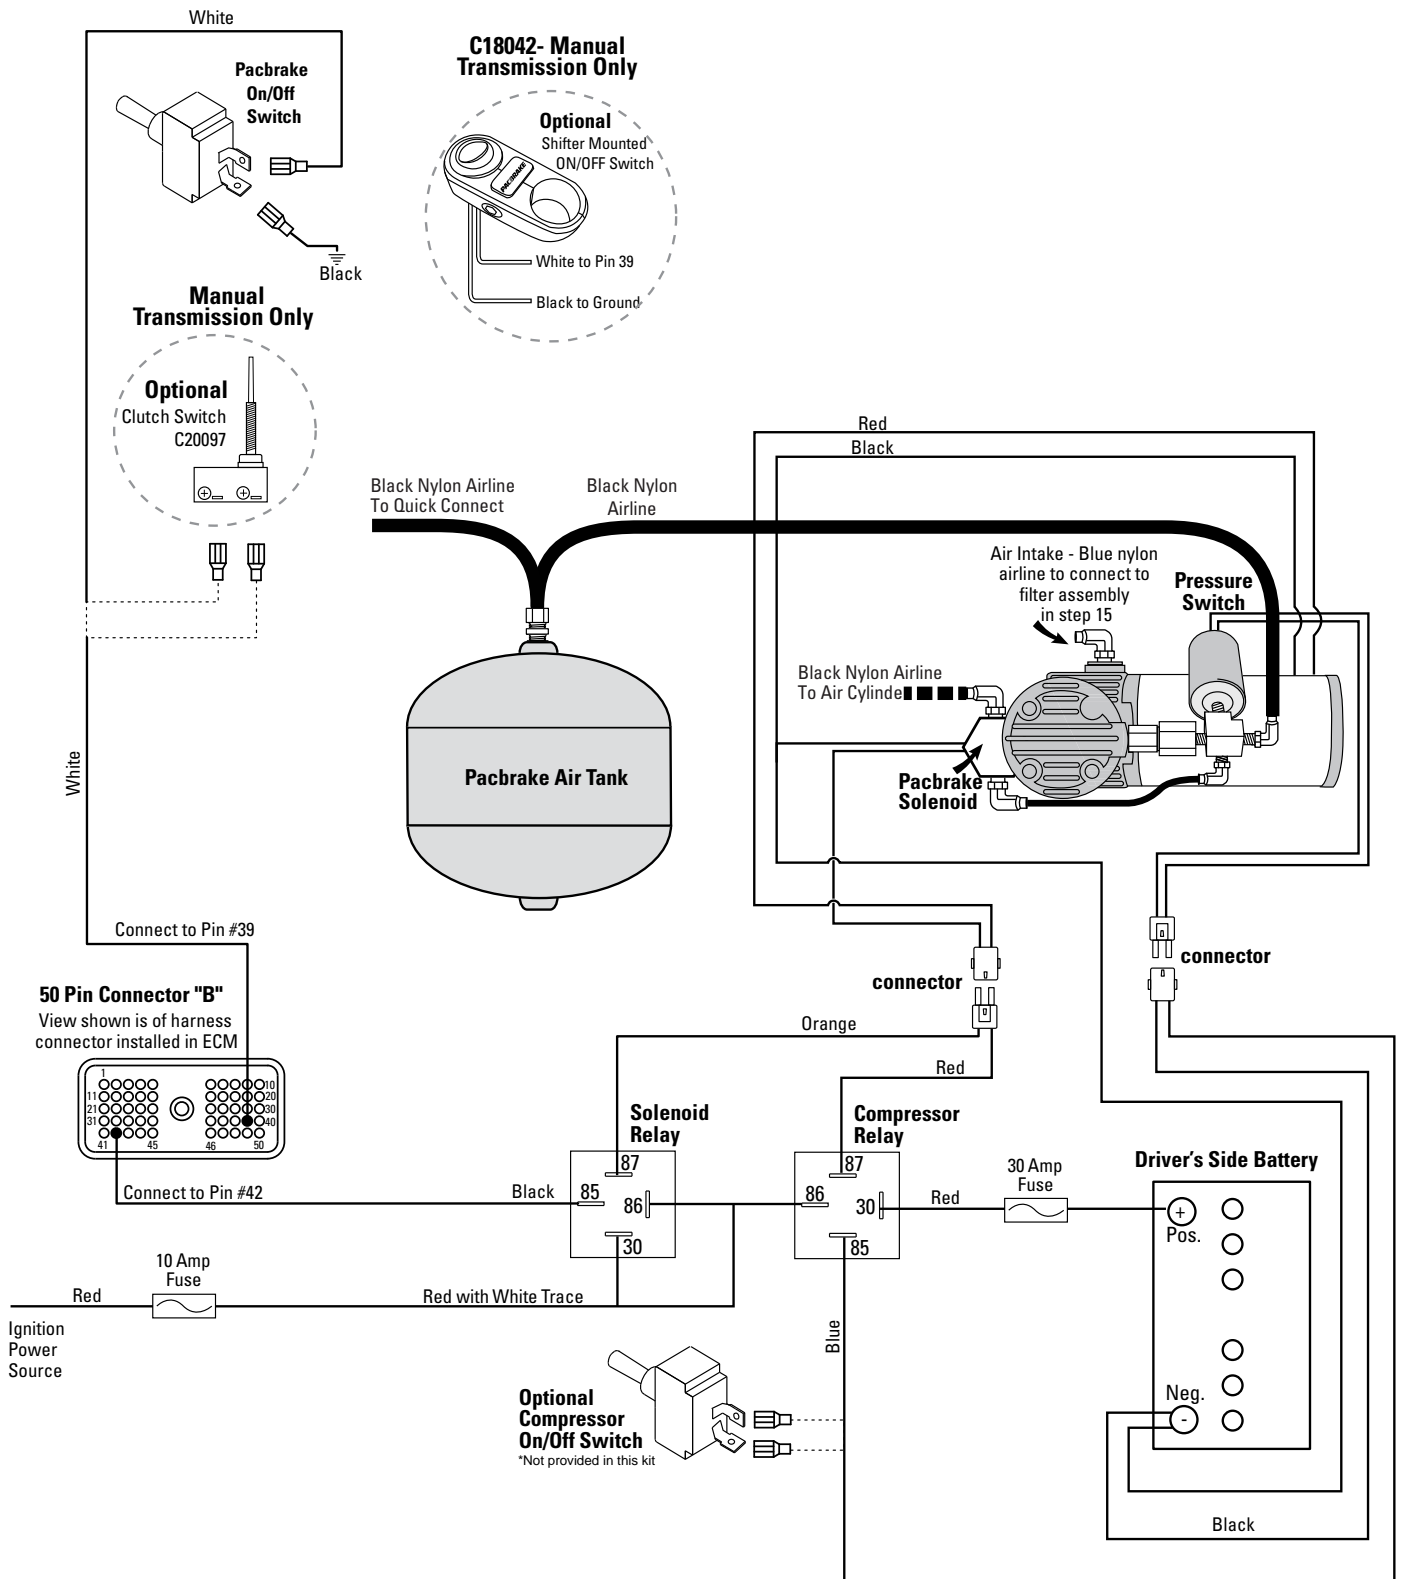 White
Pacbrake
On/Off
Switch
Black
C18042- Manual
Transmission Only
Optional
Shifter Mounted
ON/OFF Switch
PACBRAKE
White to Pin 39
Black to Ground
Manual
Transmission Only
Optional
Clutch Switch
C20097
White
Red
Black
Black Nylon Airline
To Quick Connect
Black Nylon
Airline
Air Intake - Blue nylon
airline to connect to
filter assembly
in step 15
Pressure
Switch
Black Nylon Airline
To Air Cylinde
Pacbrake
Solenoid
Pacbrake Air Tank
Connect to Pin #39
50 Pin Connector "B"
View shown is of harness
connector installed in ECM
1
10
11
20
21
30
31
40
41
45
46
50
Connect to Pin #42
connector
connector
Orange
Red
Solenoid
Relay
87
85
86
30
Black
Compressor
Relay
87
86
30
85
Red
30 Amp
Fuse
Driver's Side Battery
+
Pos.
Neg.
-
Black
10 Amp
Fuse
Red
Red with White Trace
Ignition
Power
Source
Blue
Optional
Compressor
On/Off Switch
*Not provided in this kit